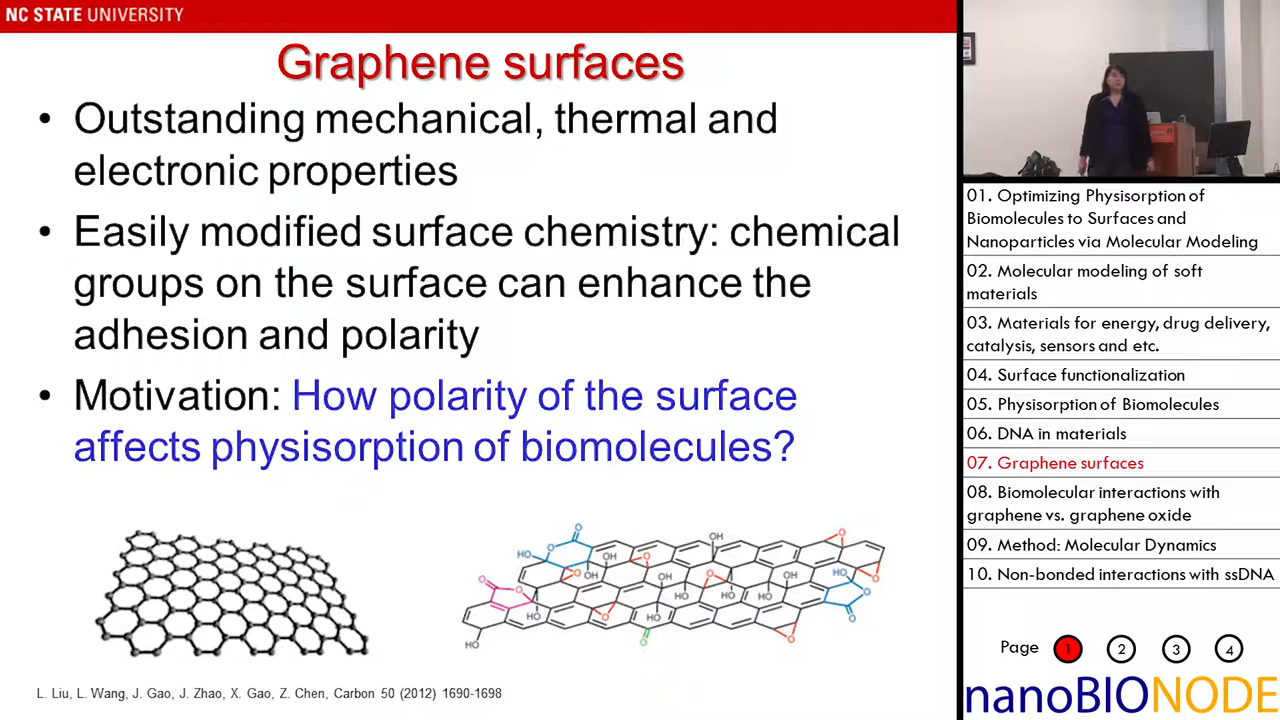 NC STATE UNIVERSITY
Graphene surfaces
• Outstanding mechanical, thermal and
electronic properties
• Easily modified surface chemistry: chemical
groups on the surface can enhance the
adhesion and polarity
• Motivation: How polarity of the surface
affects physisorption of biomolecules?
O
HO O OH O OH O
OH O OH O HO O
O O HO HO HO OH O
HO O HO O
HO O O
L. Liu, L. Wang, J. Gao, J. Zhao, X. Gao, Z. Chen, Carbon 50 (2012) 1690-1698
01. Optimizing Physisorption of
Biomolecules to Surfaces and
Nanoparticles via Molecular Modeling
02. Molecular modeling of soft
materials
03. Materials for energy, drug delivery,
catalysis, sensors and etc.
04. Surface functionalization
05. Physisorption of Biomolecules
06. DNA in materials
07. Graphene surfaces
08. Biomolecular interactions with
graphene vs. graphene oxide
09. Method: Molecular Dynamics
10. Non-bonded interactions with ssDNA
Page 1 2 3 4
nanoBIONODE